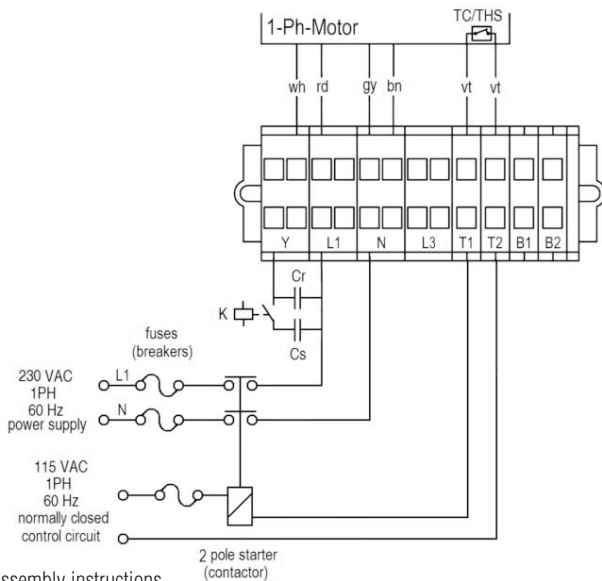 1-Ph-Motor
TC/THS
wh rd gy bn vt vt
Y L1 N L3 T1 T2 B1 B2
Cr
K
Cs
fuses
(breakers)
230 VAC
1PH
60 Hz
power supply
L1
N
115 VAC
1PH
60 Hz
normally closed
control circuit
2 pole starter
(contactor)
ssembly instructions